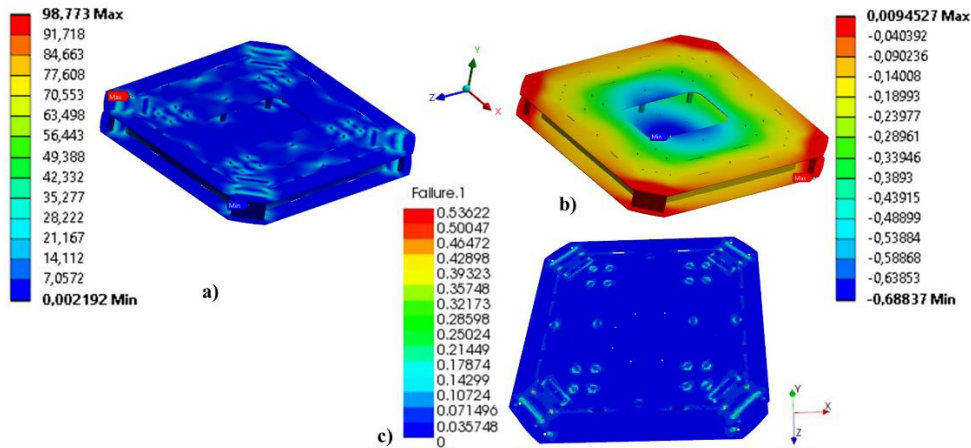 98,773 Max
91,718
84,663
77,608
70,553
63,498
56,443
49,388
42,332
35,277
28,222
21,167
14,112
7,0572
0,002192 Min
Max
Min
a)
Y
Z
X
0,0094527 Max
-0,040392
-0,090236
-0,14008
-0,18993
-0,23977
-0,28961
-0,33946
-0,3893
-0,43915
-0,48899
-0,53884
-0,58868
-0,63853
-0,68837 Min
Min
Max
b)
Failure.1
0.53622
0.50047
0.46472
0.42898
0.39323
0.35748
0.32173
0.28598
0.25024
0.21449
0.17874
0.14299
0.10724
0.071496
0.035748
0
c)
Y
X
Z